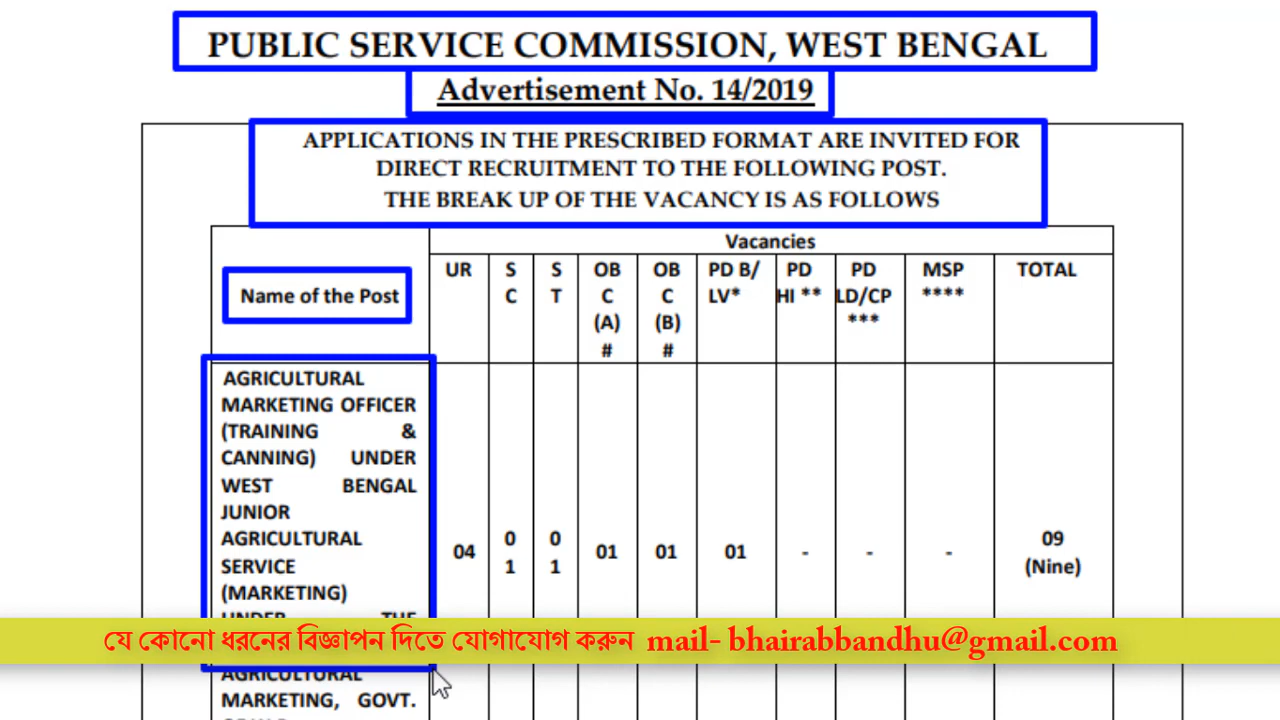 PUBLIC SERVICE COMMISSION, WEST BENGAL
Advertisement No. 14/2019
APPLICATIONS IN THE PRESCRIBED FORMAT ARE INVITED FOR
DIRECT RECRUITMENT TO THE FOLLOWING POST.
THE BREAK UP OF THE VACANCY IS AS FOLLOWS
Vacancies
Name of the Post
UR
S
C
S
T
OB
C
(A)
#
OB
C
(B)
#
PD B/
LV*
PD
HI **
PD
LD/CP
***
MSP
****
TOTAL
AGRICULTURAL
MARKETING OFFICER
(TRAINING &
CANNING) UNDER
WEST BENGAL
JUNIOR
AGRICULTURAL
SERVICE
(MARKETING)
UNDER THE
04
0
1
0
1
01
01
01
-
-
-
09
(Nine)
যে কোনো ধরনের বিজ্ঞাপন দিতে যোগাযোগ করুন mail- bhairabbandhu@gmail.com
AGRICULTURAL
MARKETING, GOVT.